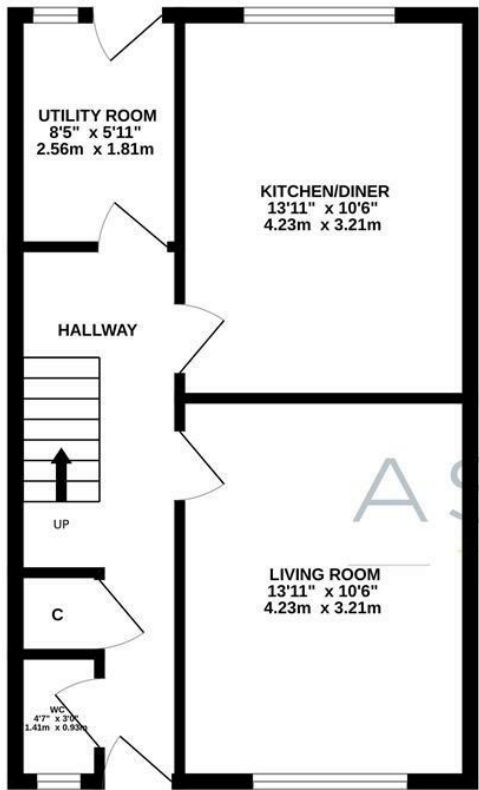 UTILITY ROOM
8'5" x 5'11"
2.56m x 1.81m
KITCHEN/DINER
13'11" x 10'6"
4.23m x 3.21m
HALLWAY
UP
LIVING ROOM
13'11" x 10'6"
4.23m x 3.21m
C
WC
4'7" x 3'0"
1.41m x 0.93m
AS